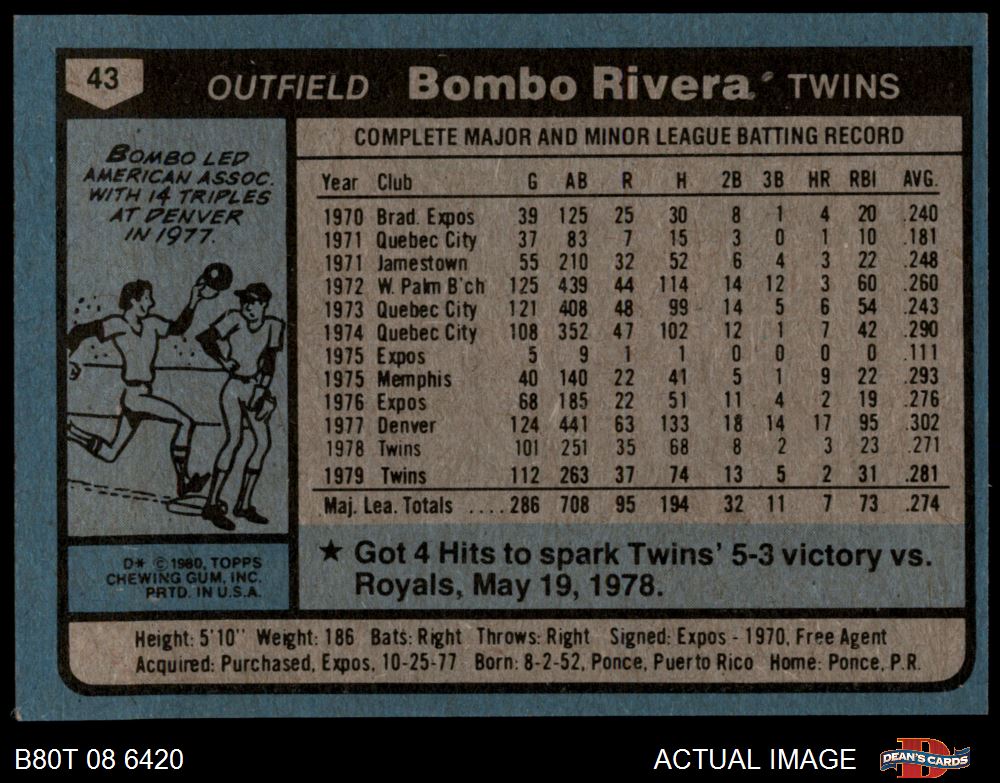 43 OUTFIELD Bombo Rivera TWINS
BOMBO LED
AMERICAN ASSOC.
WITH 14 TRIPLES
AT DENVER
IN 1977.
COMPLETE MAJOR AND MINOR LEAGUE BATTING RECORD
Year Club G AB R H 2B 3B HR RBI AVG.
1970 Brad. Expos 39 125 25 30 8 1 4 20 .240
1971 Quebec City 37 83 7 15 3 0 1 10 .181
1971 Jamestown 55 210 32 52 6 4 3 22 .248
1972 W. Palm B'ch 125 439 44 114 14 12 3 60 .260
1973 Quebec City 121 408 48 99 14 5 6 54 .243
1974 Quebec City 108 352 47 102 12 1 7 42 .290
1975 Expos 5 9 1 1 0 0 0 0 .111
1975 Memphis 40 140 22 41 5 1 9 22 .293
1976 Expos 68 185 22 51 11 4 2 19 .276
1977 Denver 124 441 63 133 18 14 17 95 .302
1978 Twins 101 251 35 68 8 2 3 23 .271
1979 Twins 112 263 37 74 13 5 2 31 .281
Maj. Lea. Totals .... 286 708 95 194 32 11 7 73 .274
★ Got 4 Hits to spark Twins' 5-3 victory vs.
Royals, May 19, 1978.
D* © 1980, TOPPS
CHEWING GUM, INC.
PRTD. IN U.S.A.
Height: 5'10" Weight: 186 Bats: Right Throws: Right Signed: Expos - 1970, Free Agent
Acquired: Purchased, Expos, 10-25-77 Born: 8-2-52, Ponce, Puerto Rico Home: Ponce, P.R.
B80T 08 6420 ACTUAL IMAGE DEAN'S CARDS